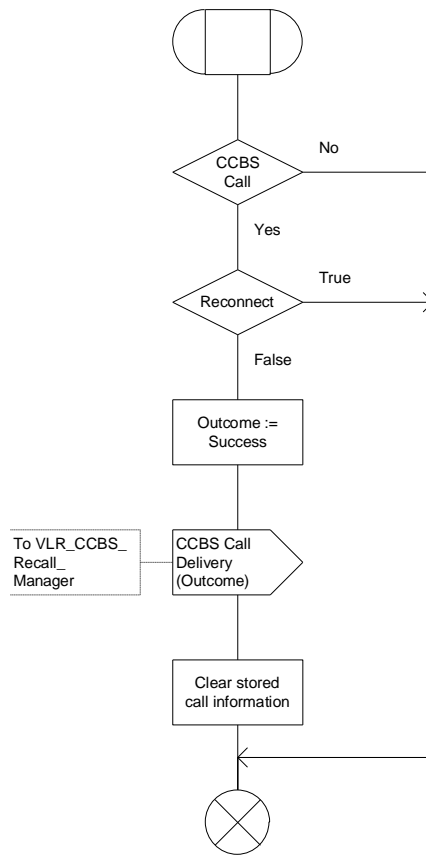 CCBS
Call
No
Yes
Reconnect
True
False
Outcome :=
Success
To VLR_CCBS_
Recall_
Manager
CCBS Call
Delivery
(Outcome)
Clear stored
call information